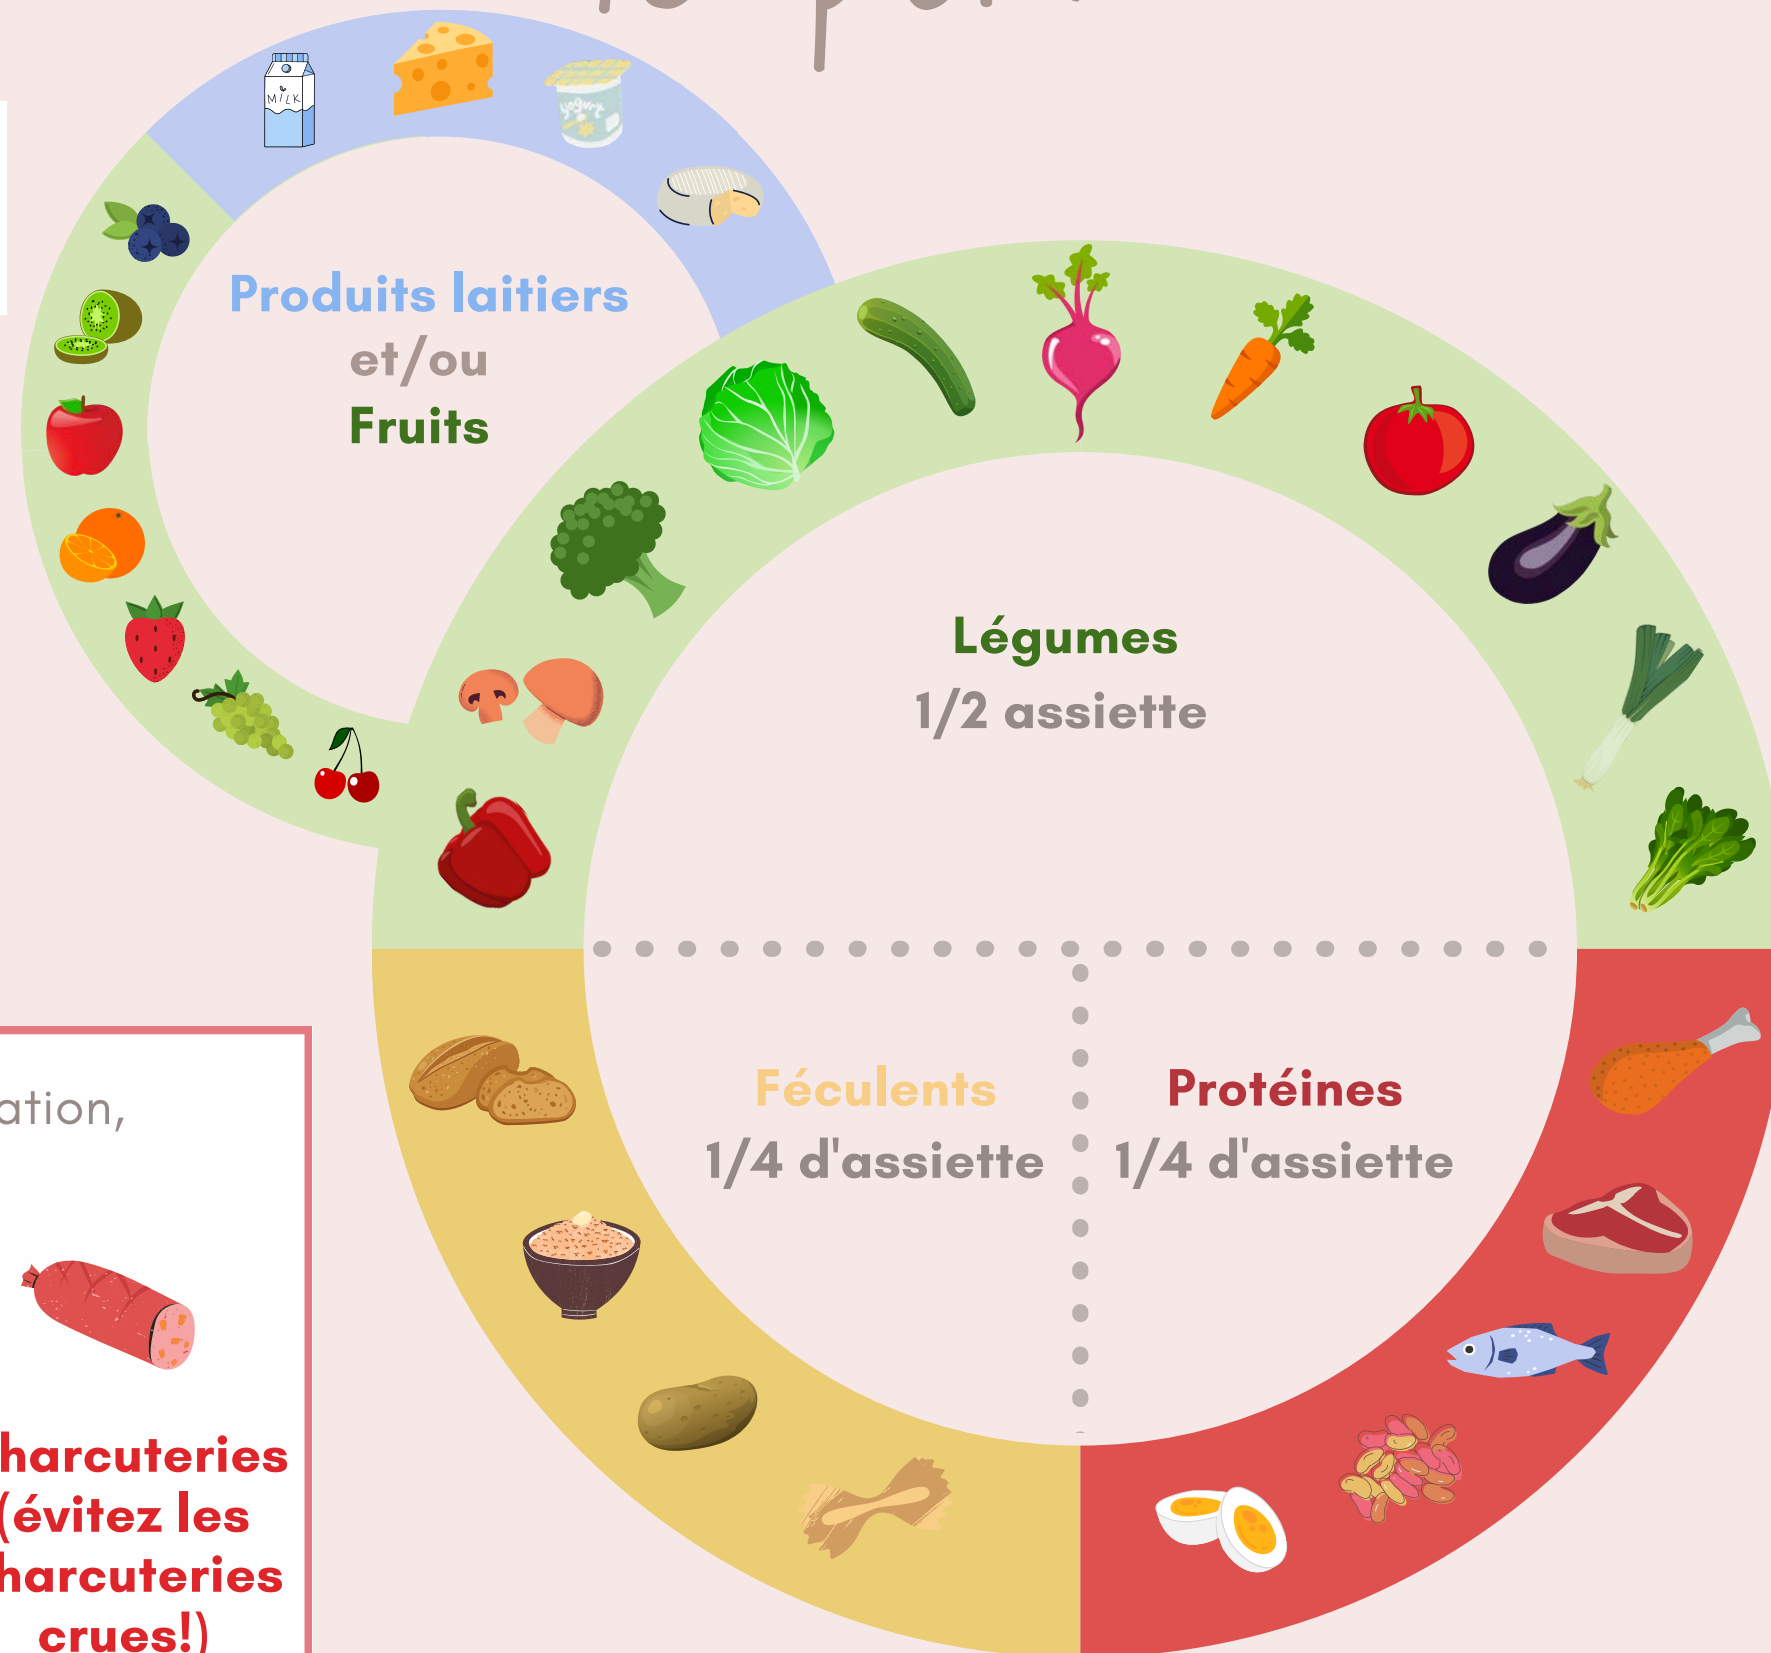 MILK
yogurt
Produits laitiers
et/ou
Fruits
Légumes
1/2 assiette
Féculents
1/4 d'assiette
Protéines
1/4 d'assiette
ation,
harcuteries
(évitez les
harcuteries
crues!)